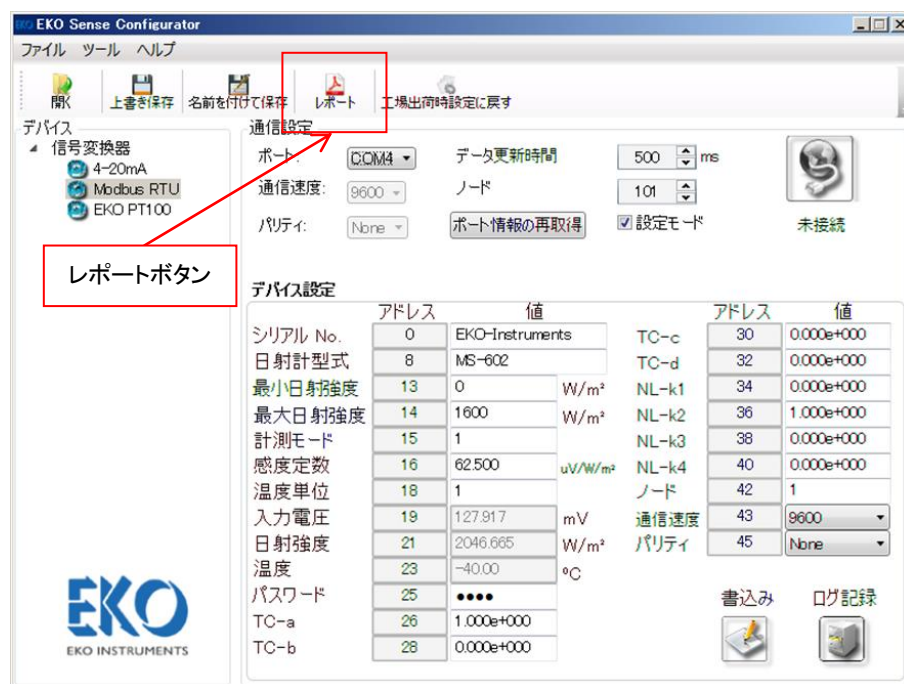 EKO Sense Configurator
ファイル ツール ヘルプ
開く 上書き保存 名前を付けて保存 レポート 工場出荷時設定に戻す
デバイス
信号変換器
4-20mA
Modbus RTU
EKO PT100
レポートボタン
通信設定
ポート: COM4 データ更新時間 500 ms
通信速度: 9600 ノード 101
パリティ: None ポート情報の再取得 設定モード 未接続
デバイス設定
アドレス 値 アドレス 値
シリアル No. 0 EKO-Instruments TC-c 30 0.000e+000
日射計型式 8 MS-602 TC-d 32 0.000e+000
最小日射強度 13 0 W/m² NL-k1 34 0.000e+000
最大日射強度 14 1600 W/m² NL-k2 36 1.000e+000
計測モード 15 1 NL-k3 38 0.000e+000
感度定数 16 62.500 uV/W/m² NL-k4 40 0.000e+000
温度単位 18 1 ノード 42 1
入力電圧 19 127.917 mV 通信速度 43 9600
日射強度 21 2046.665 W/m² パリティ 45 None
温度 23 -40.00 ºC
パスワード 25 ●●●●
TC-a 26 1.000e+000
TC-b 28 0.000e+000
書込み ログ記録
EKO
EKO INSTRUMENTS